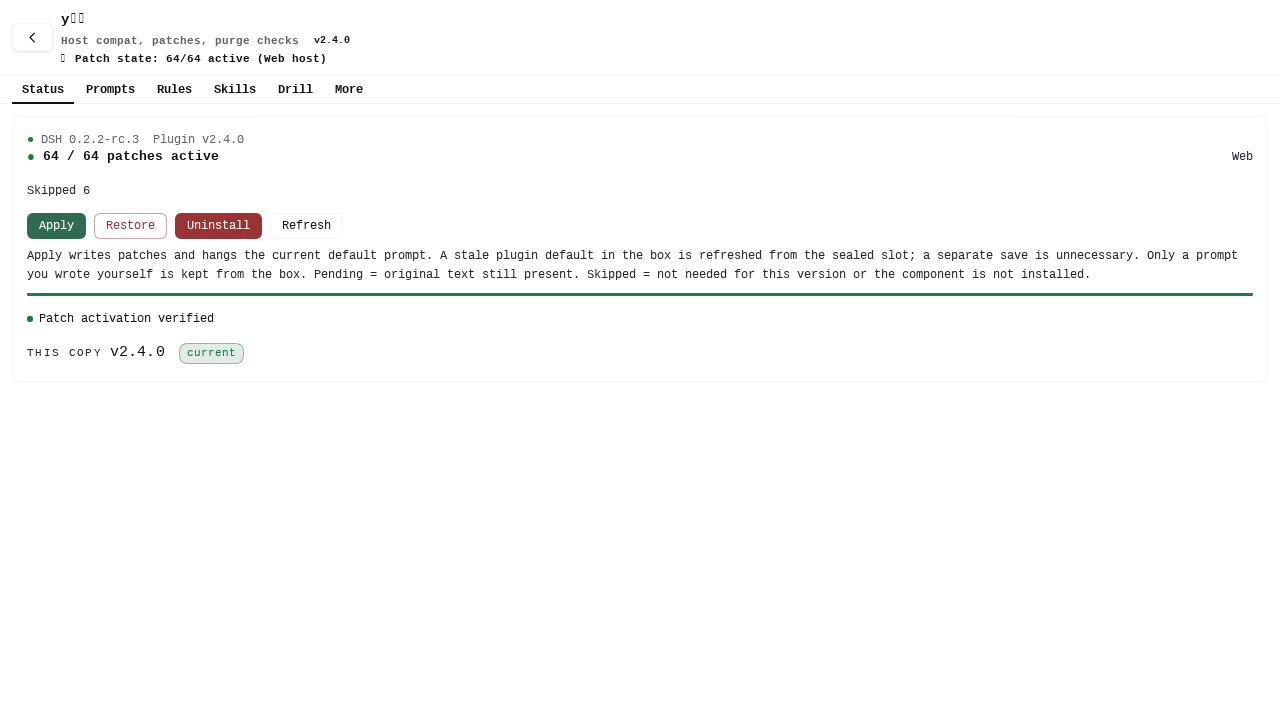 y
Host compat, patches, purge checks v2.4.0
Patch state: 64/64 active (Web host)
Status Prompts Rules Skills Drill More
● DSH 0.2.2-rc.3 Plugin v2.4.0
● 64 / 64 patches active Web
Skipped 6
Apply Restore Uninstall Refresh
Apply writes patches and hangs the current default prompt. A stale plugin default in the box is refreshed from the sealed slot; a separate save is unnecessary. Only a prompt
you wrote yourself is kept from the box. Pending = original text still present. Skipped = not needed for this version or the component is not installed.
Patch activation verified
THIS COPY v2.4.0 current